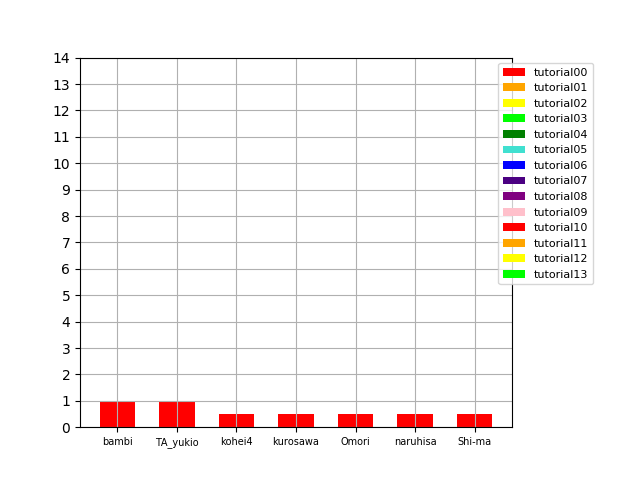 14
13
12
11
10
9
8
7
6
5
4
3
2
1
0
bambi TA_yukio kohei4 kurosawa Omori naruhisa Shi-ma
tutorial00
tutorial01
tutorial02
tutorial03
tutorial04
tutorial05
tutorial06
tutorial07
tutorial08
tutorial09
tutorial10
tutorial11
tutorial12
tutorial13